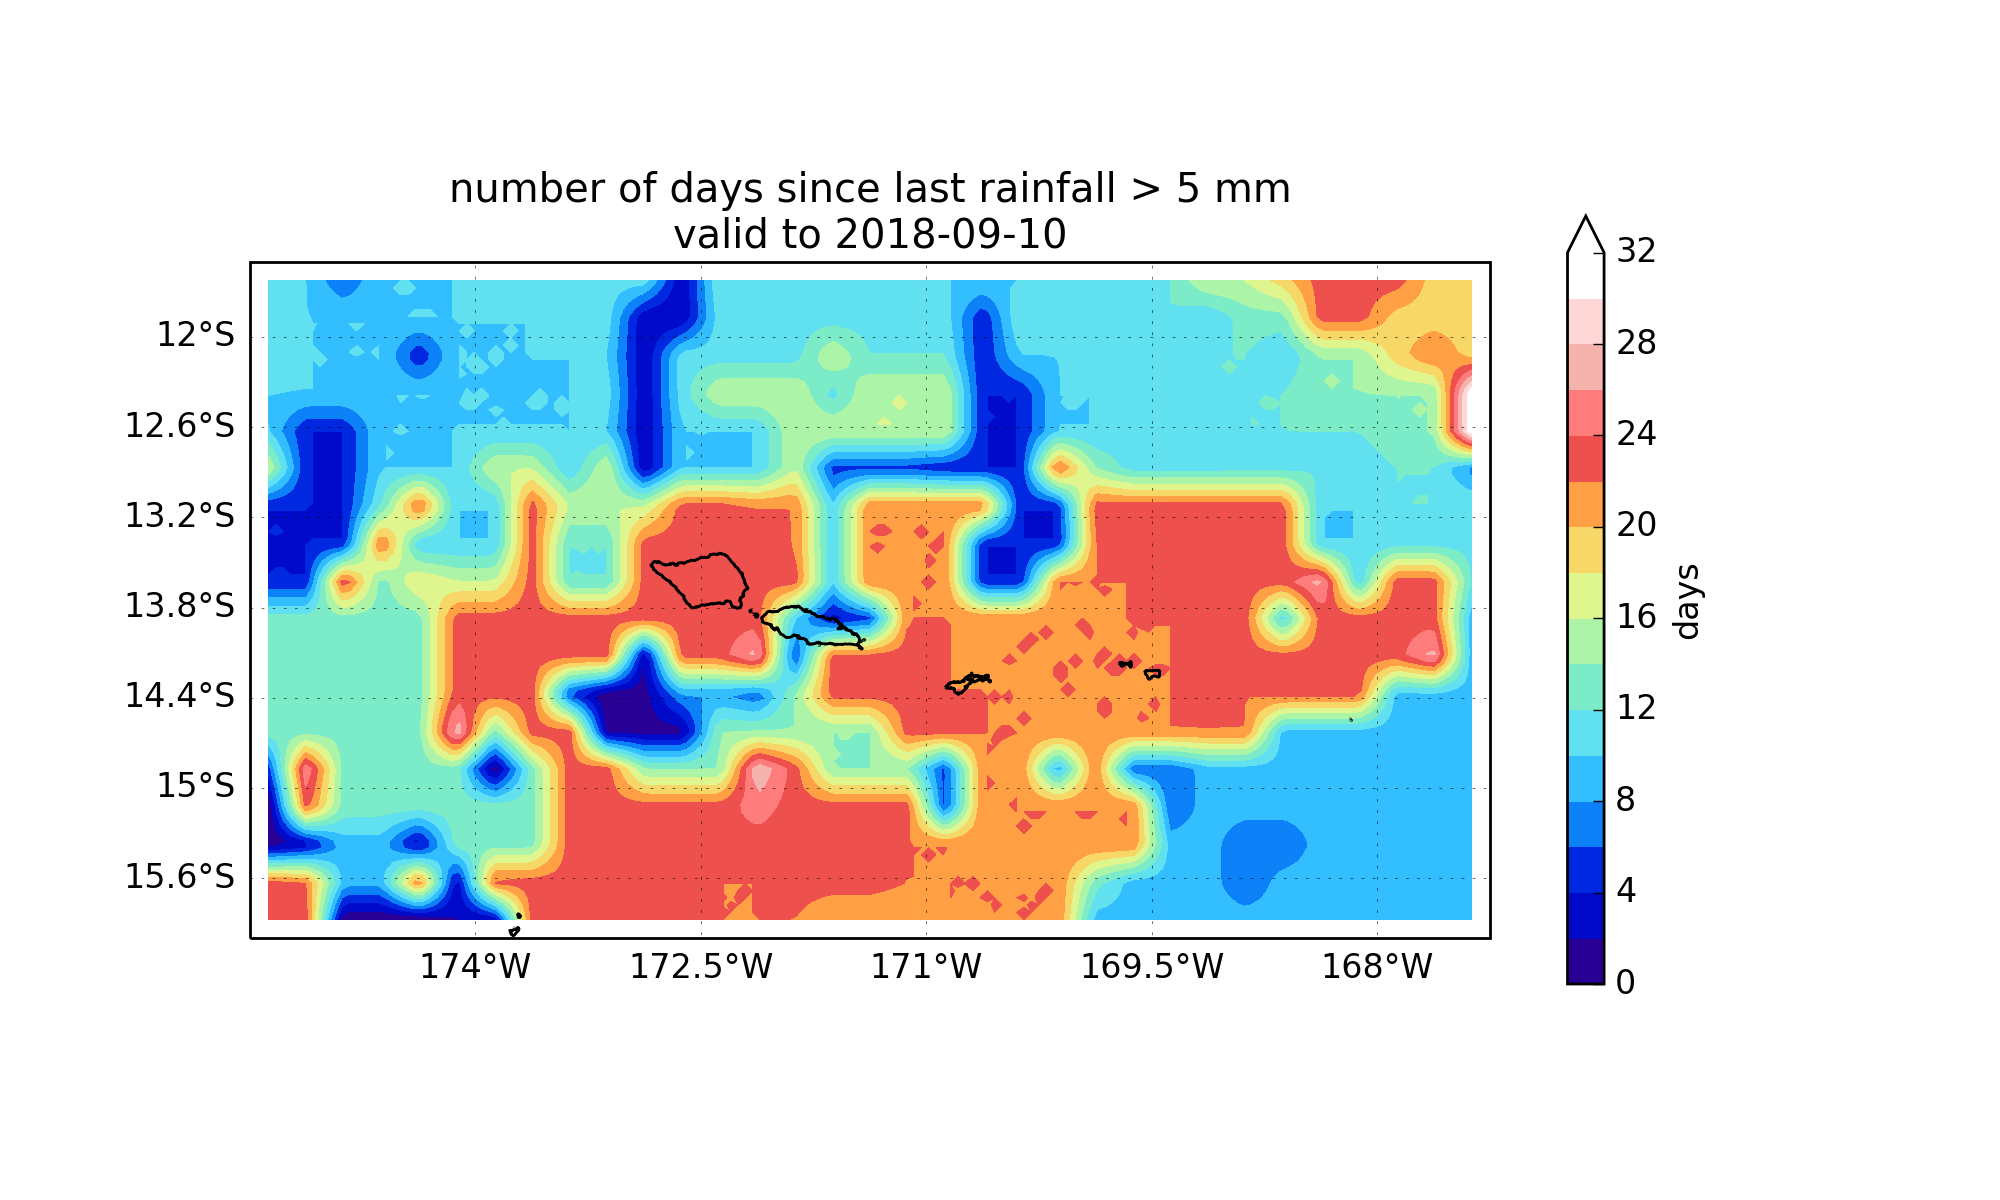 number of days since last rainfall > 5 mm
valid to 2018-09-10
12°S
12.6°S
13.2°S
13.8°S
14.4°S
15°S
15.6°S
174°W 172.5°W 171°W 169.5°W 168°W
32
28
24
20
16
12
8
4
0
days